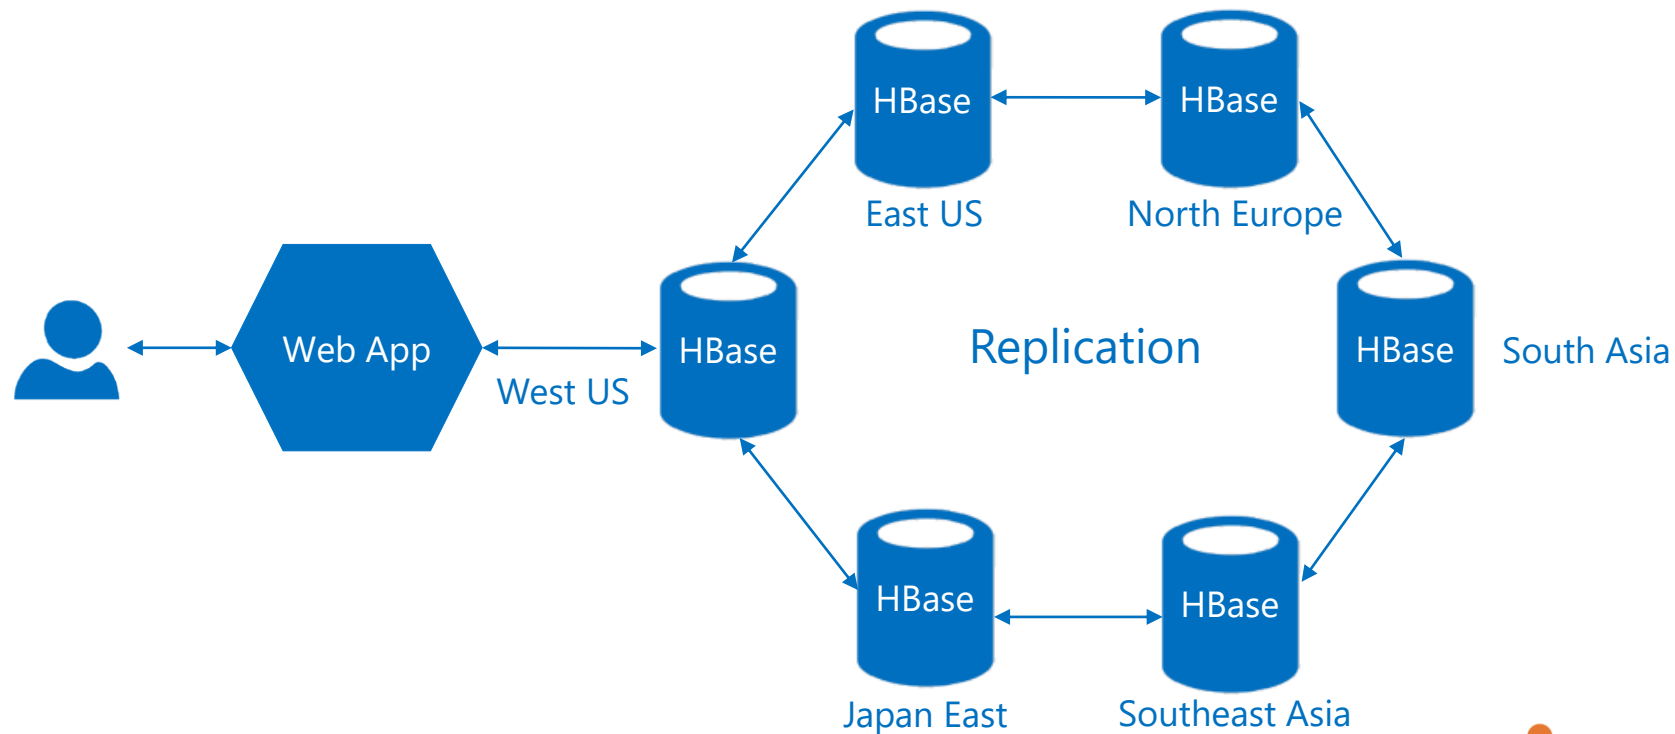 HBase
HBase
East US
North Europe
Web App
West US
HBase
Replication
HBase
South Asia
HBase
HBase
Japan East
Southeast Asia